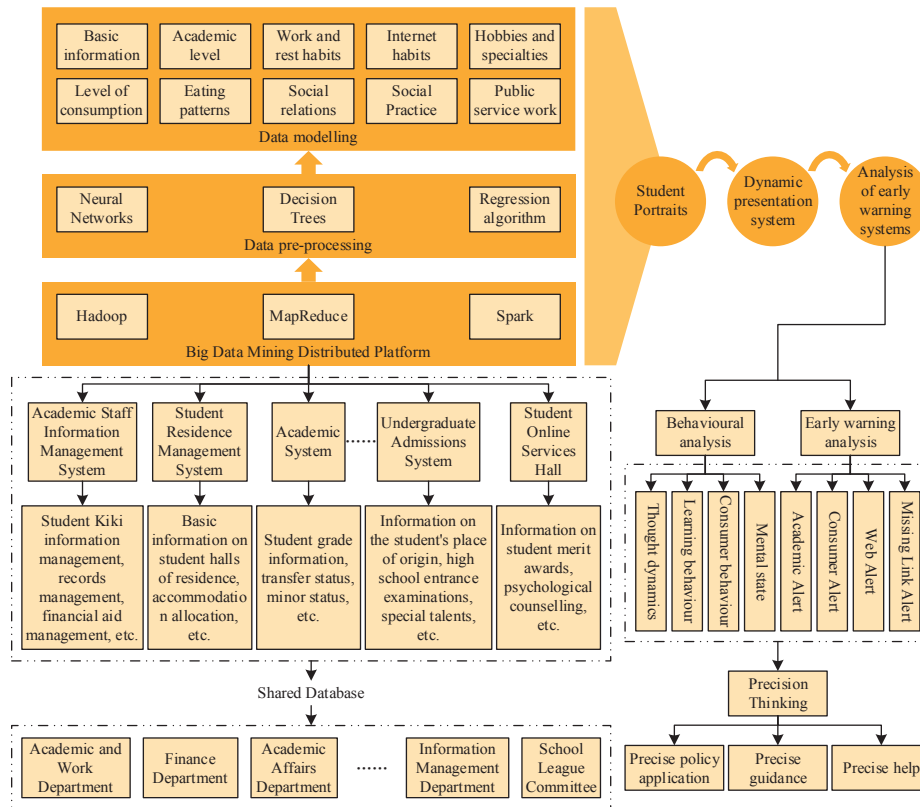 Basic
information
Academic
level
Work and
rest habits
Internet
habits
Hobbies and
specialties
Level of
consumption
Eating
patterns
Social
relations
Social
Practice
Public
service work
Data modelling
Neural
Networks
Decision
Trees
Regression
algorithm
Data pre-processing
Hadoop
MapReduce
Spark
Big Data Mining Distributed Platform
Student
Portraits
Dynamic
presentation
system
Analysis
of early
warning
systems
Academic Staff
Information
Management
System
Student
Residence
Management
System
Academic
System
......
Undergraduate
Admissions
System
Student
Online
Services
Hall
Student Kiki
information
management,
records
management,
financial aid
management, etc.
Basic
information on
student halls
of residence,
accommodatio
n allocation,
etc.
Student grade
information,
transfer status,
minor status,
etc.
Information on
the student's
place of
origin, high
school entrance
examinations,
special talents,
etc.
Information on
student merit
awards,
psychological
counselling,
etc.
Shared Database
Academic and
Work
Department
Finance
Department
Academic
Affairs
Department
......
Information
Management
Department
School
League
Committee
Behavioural
analysis
Early warning
analysis
Thought dynamics
Learning behaviour
Consumer behaviour
Mental state
Academic Alert
Consumer Alert
Web Alert
Missing Link Alert
Precision
Thinking
Precise policy
application
Precise
guidance
Precise help